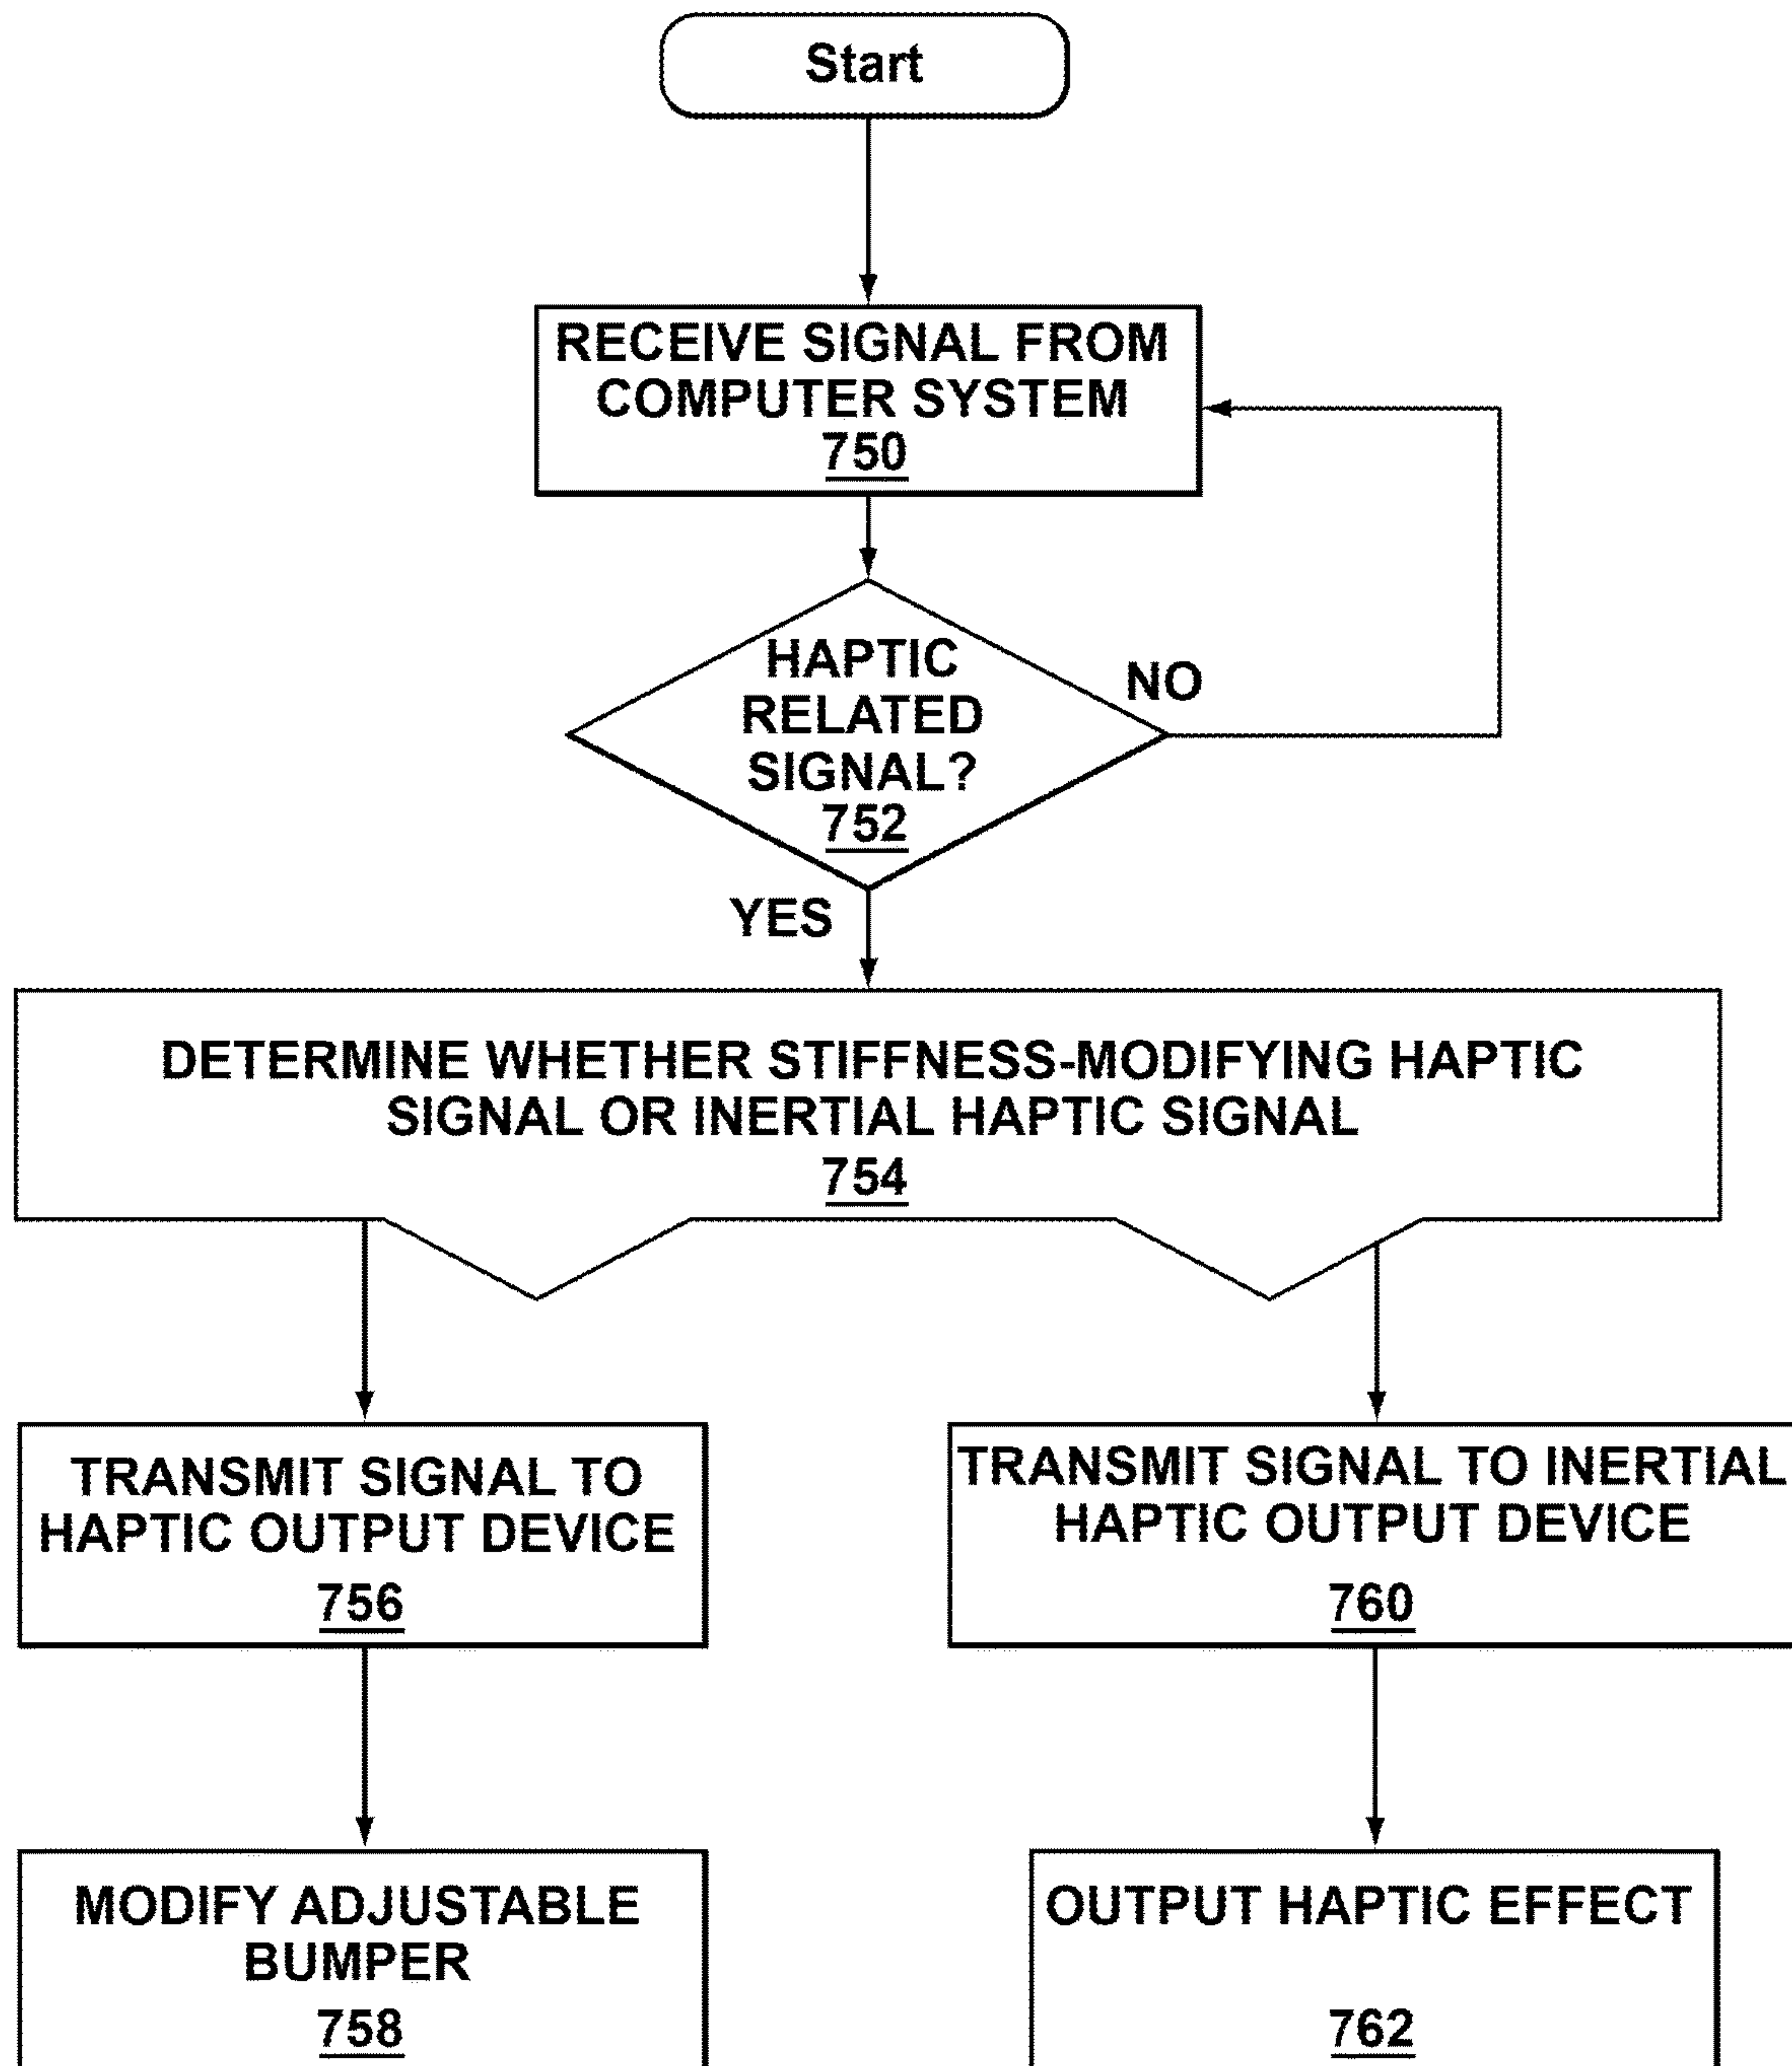 Start
RECEIVE SIGNAL FROM
COMPUTER SYSTEM
750
HAPTIC
RELATED
SIGNAL?
752
NO
YES
DETERMINE WHETHER STIFFNESS-MODIFYING HAPTIC
SIGNAL OR INERTIAL HAPTIC SIGNAL
754
TRANSMIT SIGNAL TO
HAPTIC OUTPUT DEVICE
756
TRANSMIT SIGNAL TO INERTIAL
HAPTIC OUTPUT DEVICE
760
MODIFY ADJUSTABLE
BUMPER
758
OUTPUT HAPTIC EFFECT
762